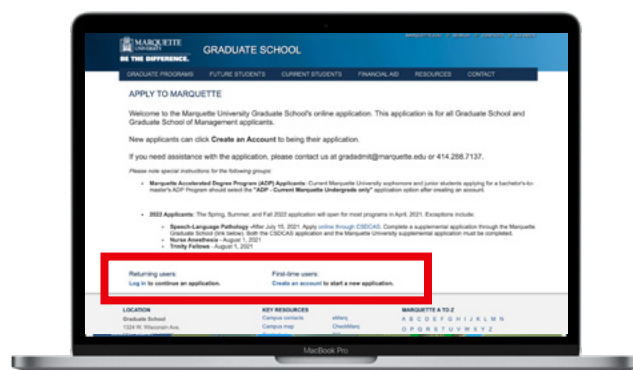 MARQUETTE
UNIVERSITY
BE THE DIFFERENCE.
GRADUATE SCHOOL
GRADUATE PROGRAMS FUTURE STUDENTS CURRENT STUDENTS FINANCIAL AID RESOURCES CONTACT
APPLY TO MARQUETTE
Welcome to the Marquette University Graduate School's online application. This application is for all Graduate School and
Graduate School of Management applicants.
New applicants can click Create an Account to being their application.
If you need assistance with the application, please contact us at gradadmit@marquette.edu or 414.288.7137.
Please note special instructions for the following groups:
• Marquette Accelerated Degree Program (ADP) Applicants: Current Marquette University sophomore and junior students applying for a bachelor's-to-
master's ADP Program should select the "ADP - Current Marquette Undergrads only" application option after creating an account.
• 2022 Applicants: The Spring, Summer, and Fall 2022 application will open for most programs in April, 2021. Exceptions include:
• Speech-Language Pathology -After July 15, 2021. Apply online through CSDCAS. Complete a supplemental application through the Marquette
Graduate School (link below). Both the CSDCAS application and the Marquette University supplemental application must be completed.
• Nurse Anesthesia - August 1, 2021
• Trinity Fellows - August 1, 2021
Returning users: First-time users:
Log in to continue an application. Create an account to start a new application.
LOCATION KEY RESOURCES MARQUETTE A TO Z
Graduate School Campus contacts eMarq A B C D E F G H I J K L M N
1324 W. Wisconsin Ave. Campus map CheckMarq O P Q R S T U V W X Y Z
MacBook Pro